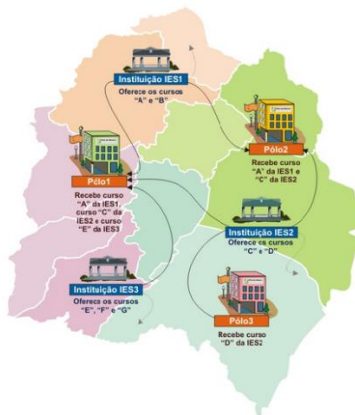 Instituição IES1
Oferece os cursos
"A" e "B"
Pólo2
Recebe curso
"A" da IES1 e
"C" da IES2
Pólo1
Recebe curso
"A" da IES1,
curso "C" da
IES2 e curso
"E" da IES3
Instituição IES2
Oferece os cursos
"C" e "D"
Instituição IES3
Oferece os cursos
"E", "F" e "G"
Pólo3
Recebe curso
"D" da IES2